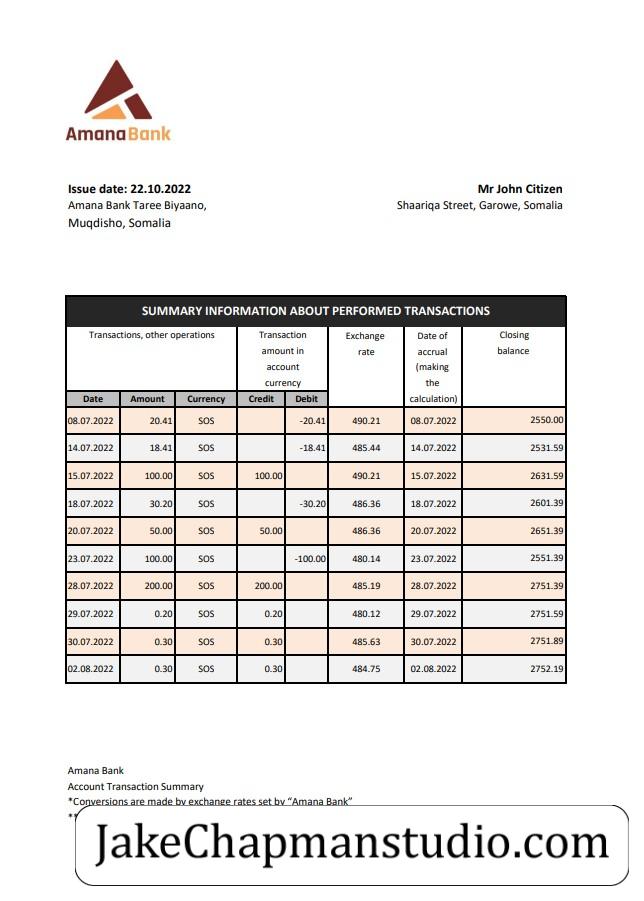 AmanaBank
Issue date: 22.10.2022 Mr John Citizen
Amana Bank Taree Biyaano, Shaariqa Street, Garowe, Somalia
Muqdisho, Somalia
SUMMARY INFORMATION ABOUT PERFORMED TRANSACTIONS
Transactions, other operations Transaction amount in account currency Exchange rate Date of accrual (making the calculation) Closing balance
Date Amount Currency Credit Debit
08.07.2022 20.41 SOS -20.41 490.21 08.07.2022 2550.00
14.07.2022 18.41 SOS -18.41 485.44 14.07.2022 2531.59
15.07.2022 100.00 SOS 100.00 490.21 15.07.2022 2631.59
18.07.2022 30.20 SOS -30.20 486.36 18.07.2022 2601.39
20.07.2022 50.00 SOS 50.00 486.36 20.07.2022 2651.39
23.07.2022 100.00 SOS -100.00 480.14 23.07.2022 2551.39
28.07.2022 200.00 SOS 200.00 485.19 28.07.2022 2751.39
29.07.2022 0.20 SOS 0.20 480.12 29.07.2022 2751.59
30.07.2022 0.30 SOS 0.30 485.63 30.07.2022 2751.89
02.08.2022 0.30 SOS 0.30 484.75 02.08.2022 2752.19
Amana Bank
Account Transaction Summary
*Conversions are made by exchange rates set by “Amana Bank”
**
JakeChapmanstudio.com